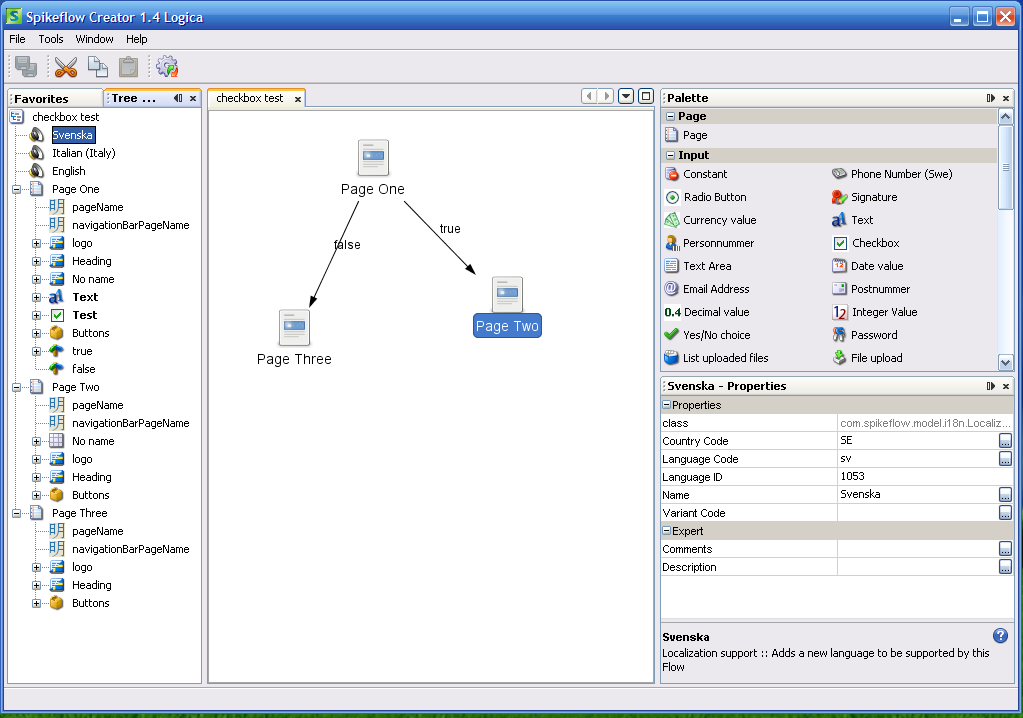 Spikeflow Creator 1.4 Logica
File Tools Window Help
Favorites
Tree ...
checkbox test
Svenska
Italian (Italy)
English
Page One
pageName
navigationBarPageName
logo
Heading
No name
Text
Test
Buttons
true
false
Page Two
pageName
navigationBarPageName
No name
logo
Heading
Buttons
Page Three
pageName
navigationBarPageName
logo
Heading
Buttons
checkbox test
Page One
false
true
Page Two
Page Three
Palette
Page
Page
Input
Constant Phone Number (Swe)
Radio Button Signature
Currency value Text
Personnummer Checkbox
Text Area Date value
Email Address Postnummer
0.4 Decimal value 12 Integer Value
Yes/No choice Password
List uploaded files File upload
Svenska - Properties
Properties
class com.spikeflow.model.i18n.Localiz...
Country Code SE ...
Language Code sv ...
Language ID 1053
Name Svenska ...
Variant Code ...
Expert
Comments ...
Description ...
Svenska
Localization support :: Adds a new language to be supported by this
Flow